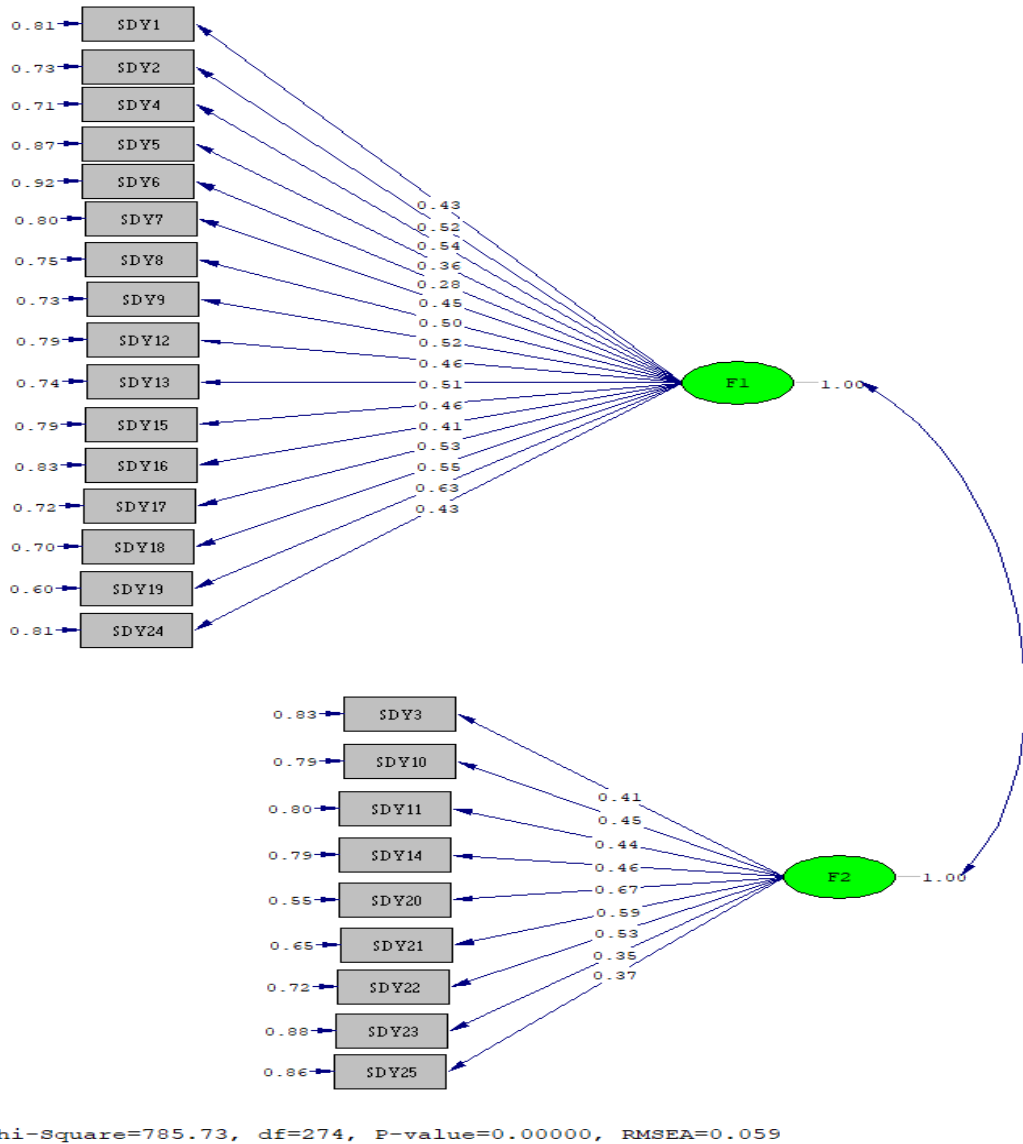 0.81 SDY1
0.73 SDY2
0.71 SDY4
0.87 SDY5
0.92 SDY6
0.80 SDY7
0.75 SDY8
0.73 SDY9
0.79 SDY12
0.74 SDY13
0.79 SDY15
0.83 SDY16
0.72 SDY17
0.70 SDY18
0.60 SDY19
0.81 SDY24
0.43
0.52
0.54
0.36
0.28
0.45
0.50
0.52
0.46
0.51
0.46
0.41
0.53
0.55
0.63
0.43
F1 1.00
0.83 SDY3
0.79 SDY10
0.80 SDY11
0.79 SDY14
0.55 SDY20
0.65 SDY21
0.72 SDY22
0.88 SDY23
0.86 SDY25
0.41
0.45
0.44
0.46
0.67
0.59
0.53
0.35
0.37
F2 1.00
hi-Square=785.73, df=274, P-value=0.00000, RMSEA=0.059